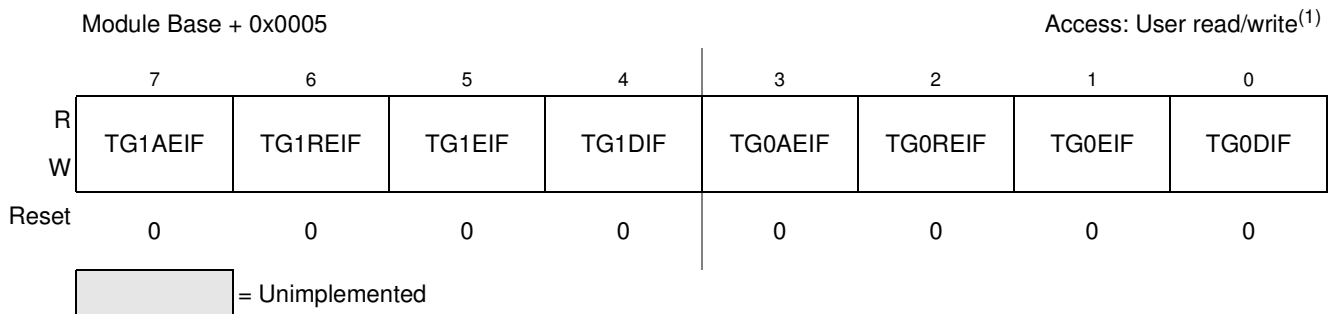 Module Base + 0x0005 Access: User read/write(1)
7 6 5 4 3 2 1 0
R
W
TG1AEIF TG1REIF TG1EIF TG1DIF TG0AEIF TG0REIF TG0EIF TG0DIF
Reset 0 0 0 0 0 0 0 0
= Unimplemented